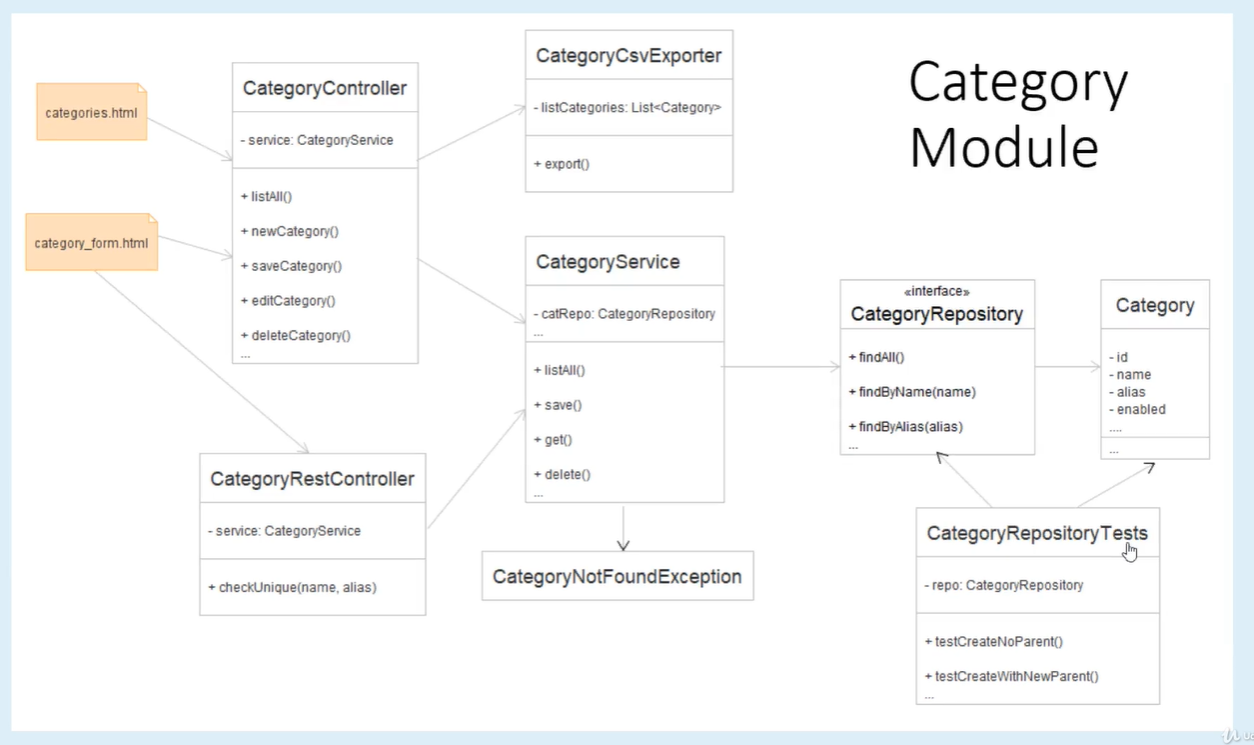 Category
Module
categories.html
category_form.html
CategoryController
- service: CategoryService
+ listAll()
+ newCategory()
+ saveCategory()
+ editCategory()
+ deleteCategory()
...
CategoryCsvExporter
- listCategories: List<Category>
+ export()
CategoryService
- catRepo: CategoryRepository
...
+ listAll()
+ save()
+ get()
+ delete()
...
«interface»
CategoryRepository
+ findAll()
+ findByName(name)
+ findByAlias(alias)
...
Category
- id
- name
- alias
- enabled
....
...
CategoryRestController
- service: CategoryService
+ checkUnique(name, alias)
CategoryNotFoundException
CategoryRepositoryTests
- repo: CategoryRepository
+ testCreateNoParent()
+ testCreateWithNewParent()
...